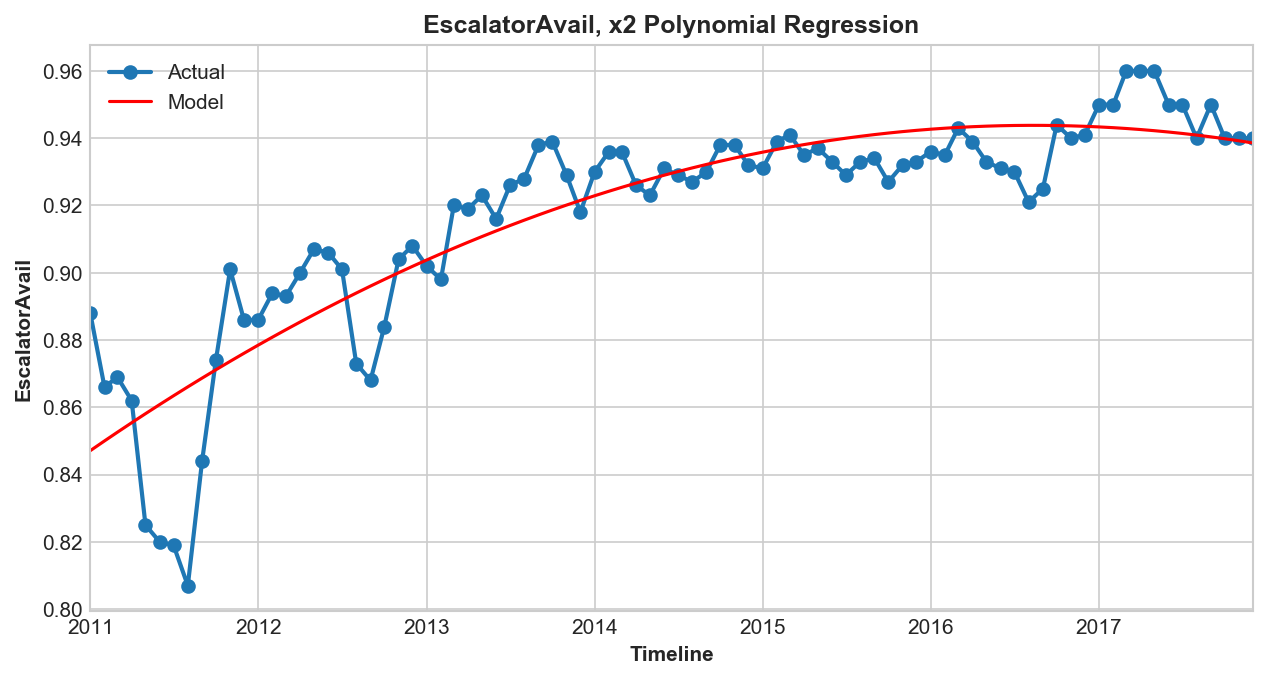 EscalatorAvail, x2 Polynomial Regression
Actual
Model
0.96
0.94
0.92
0.90
0.88
0.86
0.84
0.82
0.80
EscalatorAvail
2011 2012 2013 2014 2015 2016 2017
Timeline